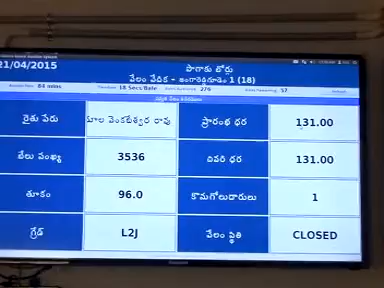 21/04/2015
పొగాకు బోర్డు
వేలం వేదిక - జంగారెడ్డిగూడెం 1 (18)
84 mins 18 Secs/Bale 276 57
రైతు పేరు వెంకటేశ్వర రావు ప్రారంభ ధర 131.00
బేలు సంఖ్య 3536 చివరి ధర 131.00
తూకం 96.0 కొనుగోలుదారులు 1
గ్రేడ్ L2J వేలం స్థితి CLOSED